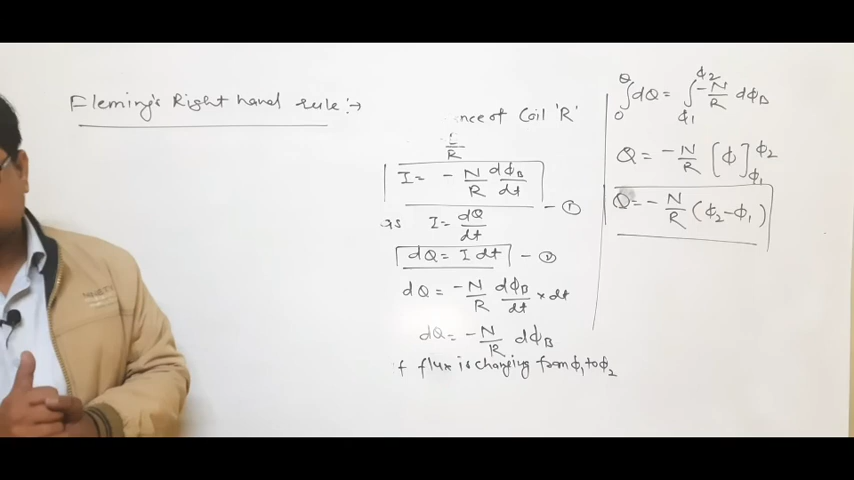 Fleming's Right hand rule:→
nce of Coil 'R'
R
I = - N/R dϕB/dt - ①
as I = dQ/dt
dQ = I dt - ②
dQ = - N/R dϕB/dt × dt
dQ = - N/R dϕB
f flux is changing from ϕ1 to ϕ2
∫₀^Q dQ = ∫_ϕ1^ϕ2 - N/R dϕB
Q = - N/R [ϕ]_ϕ1^ϕ2
Q = - N/R (ϕ2 - ϕ1)